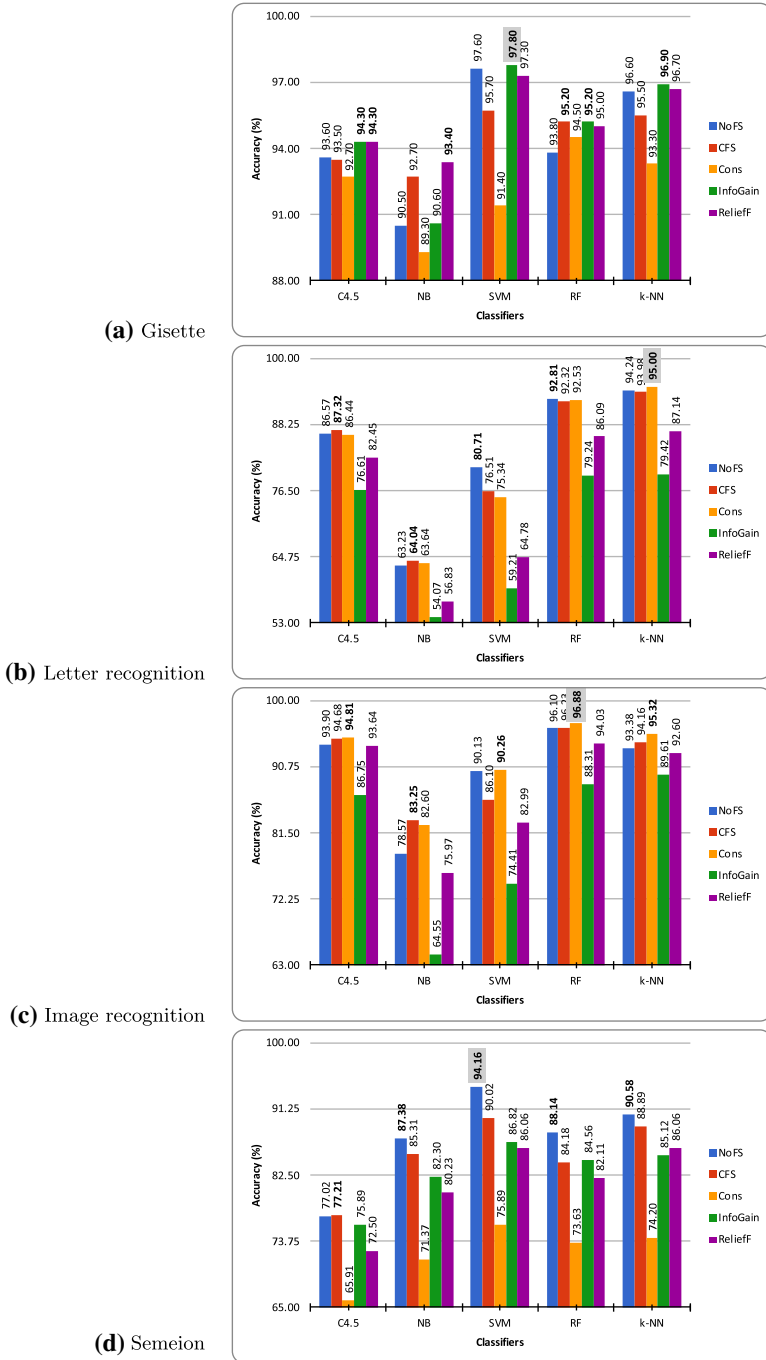 100.00
97.00
94.00
91.00
88.00
Accuracy (%)
93.60 93.50 92.70 94.30 94.30
90.50 92.70 89.30 90.60 93.40
97.60 95.70 91.40 97.80 97.30
93.80 95.20 94.50 95.20 95.00
96.60 95.50 93.30 96.90 96.70
NoFS
CFS
Cons
InfoGain
ReliefF
C4.5 NB SVM RF k-NN
Classifiers
(a) Gisette
100.00
88.25
76.50
64.75
53.00
Accuracy (%)
86.57 87.32 86.44 76.61 82.45
63.23 64.04 63.64 54.07 56.83
80.71 76.51 75.34 59.21 64.78
92.81 92.32 92.53 79.24 86.09
94.24 93.98 95.00 79.42 87.14
C4.5 NB SVM RF k-NN
Classifiers
(b) Letter recognition
100.00
90.75
81.50
72.25
63.00
Accuracy (%)
93.90 94.68 94.81 86.75 93.64
78.57 83.25 82.60 64.55 75.97
90.13 86.10 90.26 74.41 82.99
96.10 96.88 88.31 94.03
93.38 94.16 95.32 89.61 92.60
NoFS
CFS
Cons
InfoGain
ReliefF
C4.5 NB SVM RF k-NN
Classifiers
(c) Image recognition
100.00
91.25
82.50
73.75
65.00
Accuracy (%)
77.02 77.21 65.91 75.89 72.50
87.38 85.31 71.37 82.30 80.23
94.16 90.02 75.89 86.82 86.06
88.14 84.18 73.63 84.56 82.11
90.58 88.89 74.20 85.12 86.06
NoFS
CFS
Cons
InfoGain
ReliefF
C4.5 NB SVM RF k-NN
Classifiers
(d) Semeion